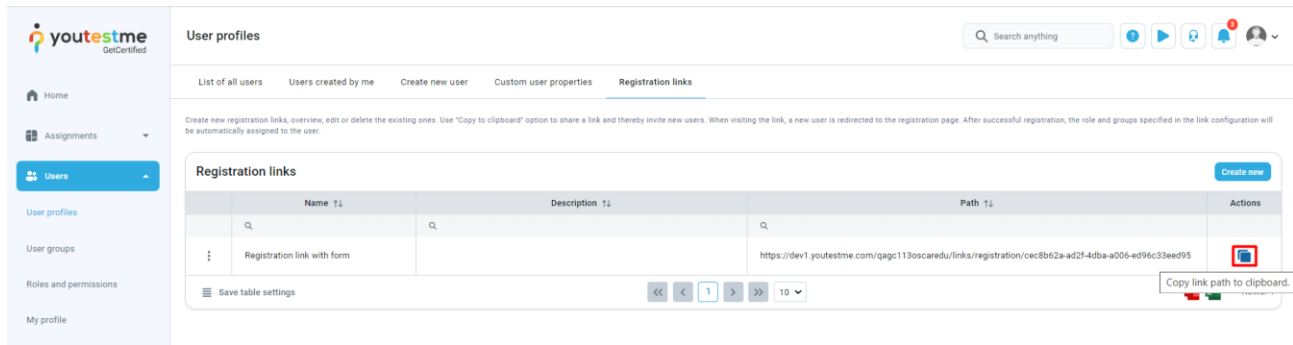 youtestme
GetCertified
User profiles
Search anything
3
Home
Assignments
Users
User profiles
User groups
Roles and permissions
My profile
List of all users
Users created by me
Create new user
Custom user properties
Registration links
Create new registration links, overview, edit or delete the existing ones. Use "Copy to clipboard" option to share a link and thereby invite new users. When visiting the link, a new user is redirected to the registration page. After successful registration, the role and groups specified in the link configuration will
be automatically assigned to the user.
Registration links
Create new
Name
Description
Path
Actions
Registration link with form
https://dev1.youtestme.com/qagc113oscaredu/links/registration/cec8b62a-ad2f-4dba-a006-ed96c33eed95
Save table settings
1
10
Copy link path to clipboard.